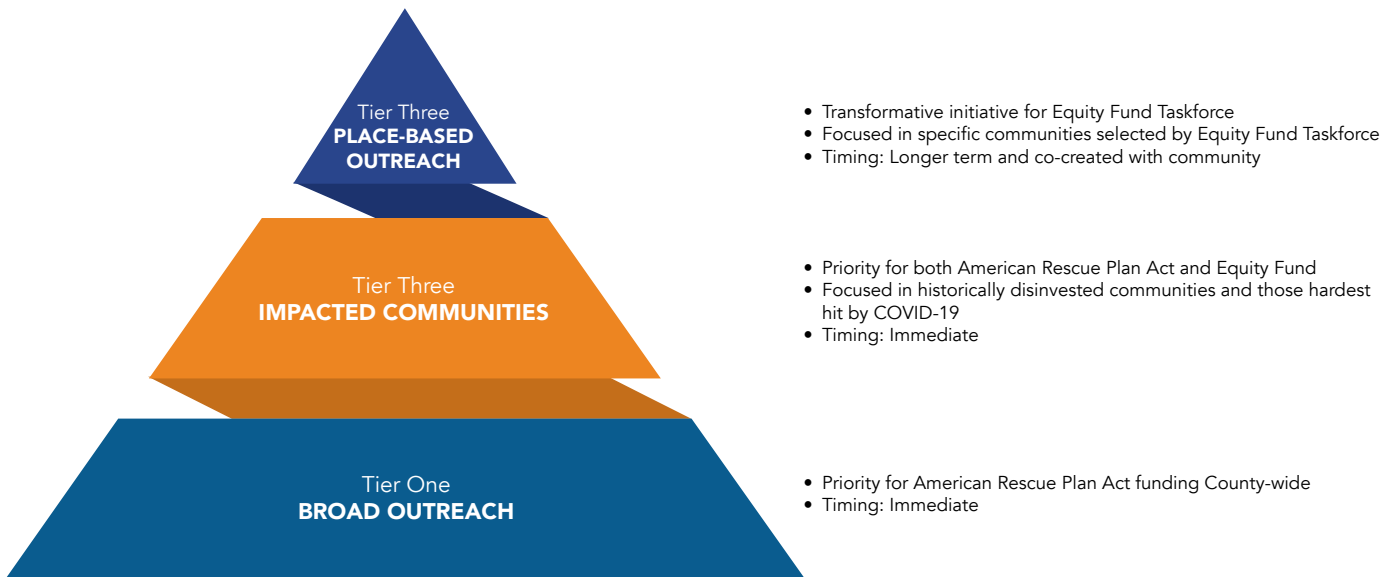 Tier Three
PLACE-BASED
OUTREACH
• Transformative initiative for Equity Fund Taskforce
• Focused in specific communities selected by Equity Fund Taskforce
• Timing: Longer term and co-created with community
Tier Three
IMPACTED COMMUNITIES
• Priority for both American Rescue Plan Act and Equity Fund
• Focused in historically disinvested communities and those hardest
hit by COVID-19
• Timing: Immediate
Tier One
BROAD OUTREACH
• Priority for American Rescue Plan Act funding County-wide
• Timing: Immediate